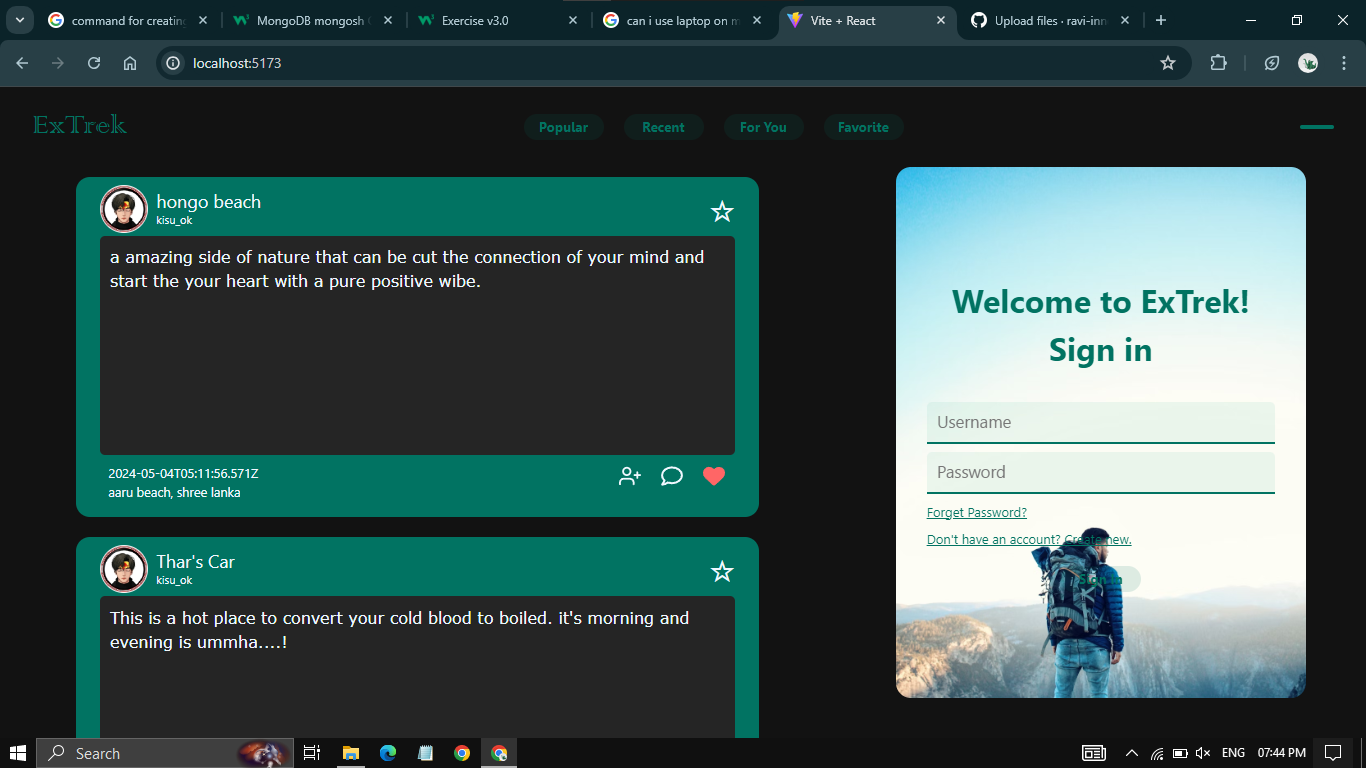 command for creating
MongoDB mongosh
Exercise v3.0
can i use laptop on m
Vite + React
Upload files · ravi-inn
localhost:5173
ExTrek
Popular
Recent
For You
Favorite
hongo beach
kisu_ok
a amazing side of nature that can be cut the connection of your mind and
start the your heart with a pure positive wibe.
2024-05-04T05:11:56.571Z
aaru beach, shree lanka
Thar's Car
kisu_ok
This is a hot place to convert your cold blood to boiled. it's morning and
evening is ummha....!
Welcome to ExTrek!
Sign in
Username
Password
Forget Password?
Don't have an account? Create new.
Sign in
Search
ENG
07:44 PM